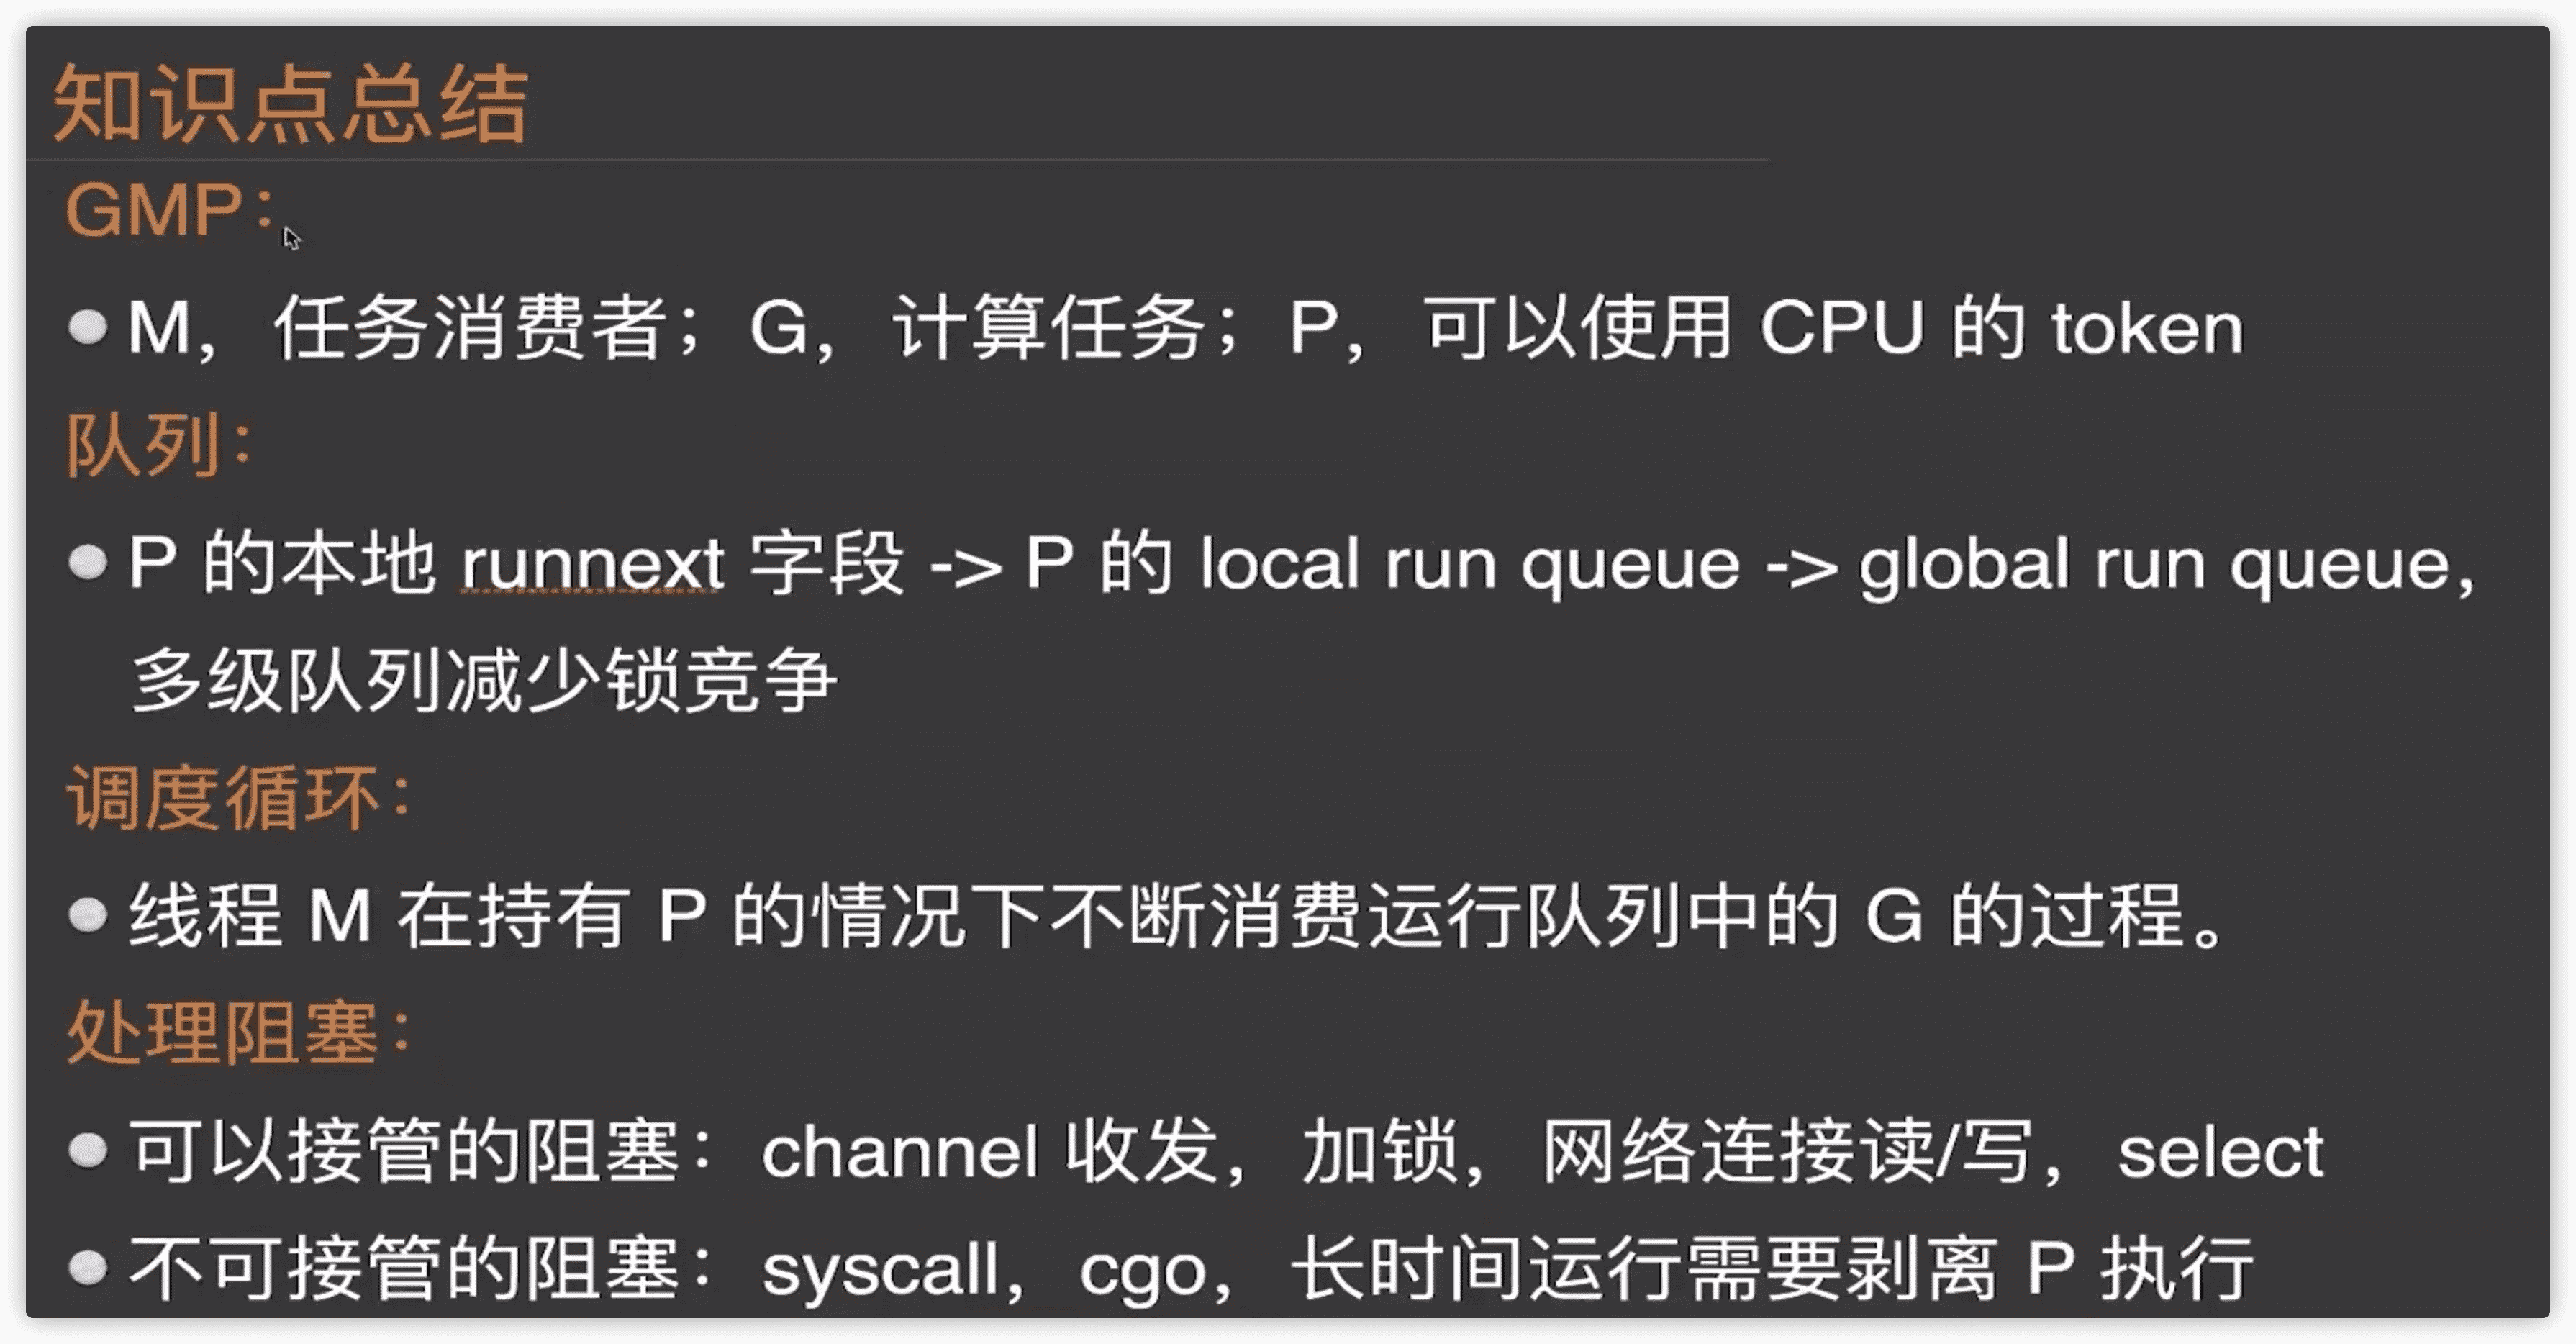 知识点总结
GMP：
M，任务消费者；G，计算任务；P，可以使用 CPU 的 token
队列：
P 的本地 runnext 字段 -> P 的 local run queue -> global run queue，
多级队列减少锁竞争
调度循环：
线程 M 在持有 P 的情况下不断消费运行队列中的 G 的过程。
处理阻塞：
可以接管的阻塞：channel 收发，加锁，网络连接读/写，select
不可接管的阻塞：syscall，cgo，长时间运行需要剥离 P 执行